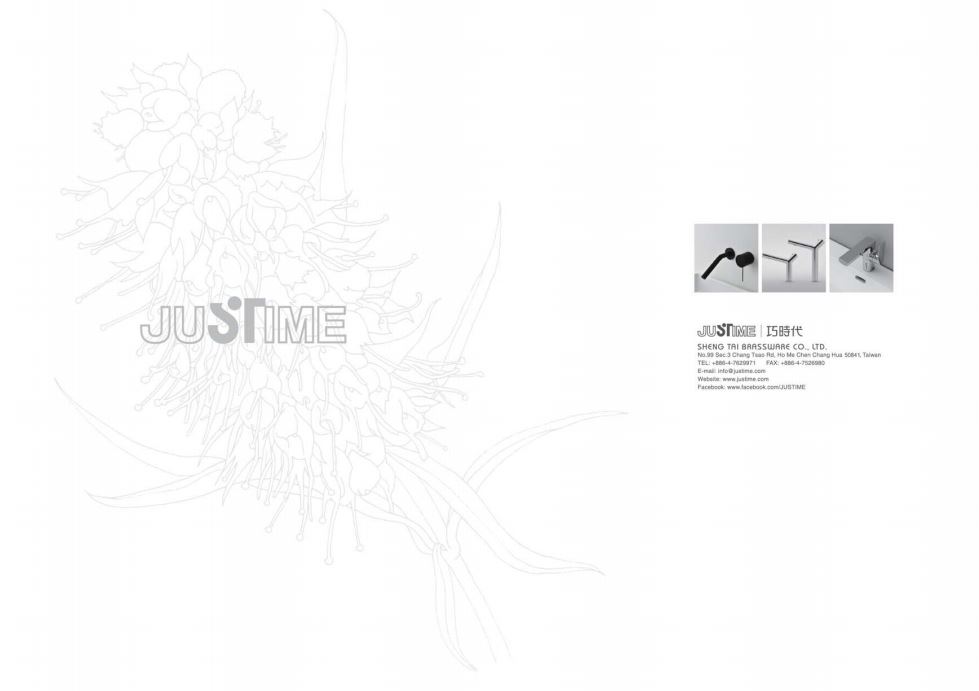 JUSTIME
JUSTIME | 巧時代
SHENG TAI BRASSWARE CO., LTD.
No.99 Sec.3 Chang Tsao Rd, Ho Me Chen Chang Hua 50841, Taiwan
TEL: +886-4-7629971 FAX: +886-4-7526980
E-mail: info@justime.com
Website: www.justime.com
Facebook: www.facebook.com/JUSTIME